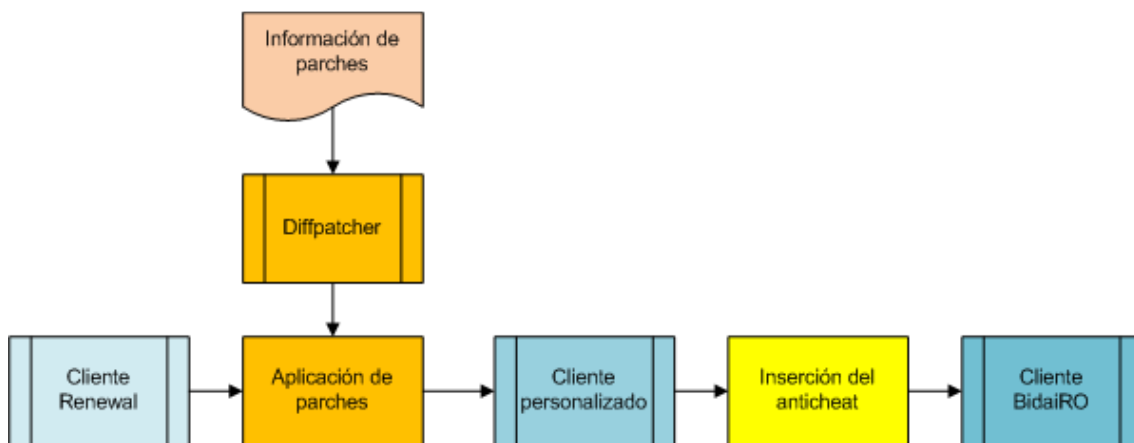 Información de
parches
Diffpatcher
Cliente
Renewal
Aplicación de
parches
Cliente
personalizado
Inserción del
anticheat
Cliente
BidaiRO